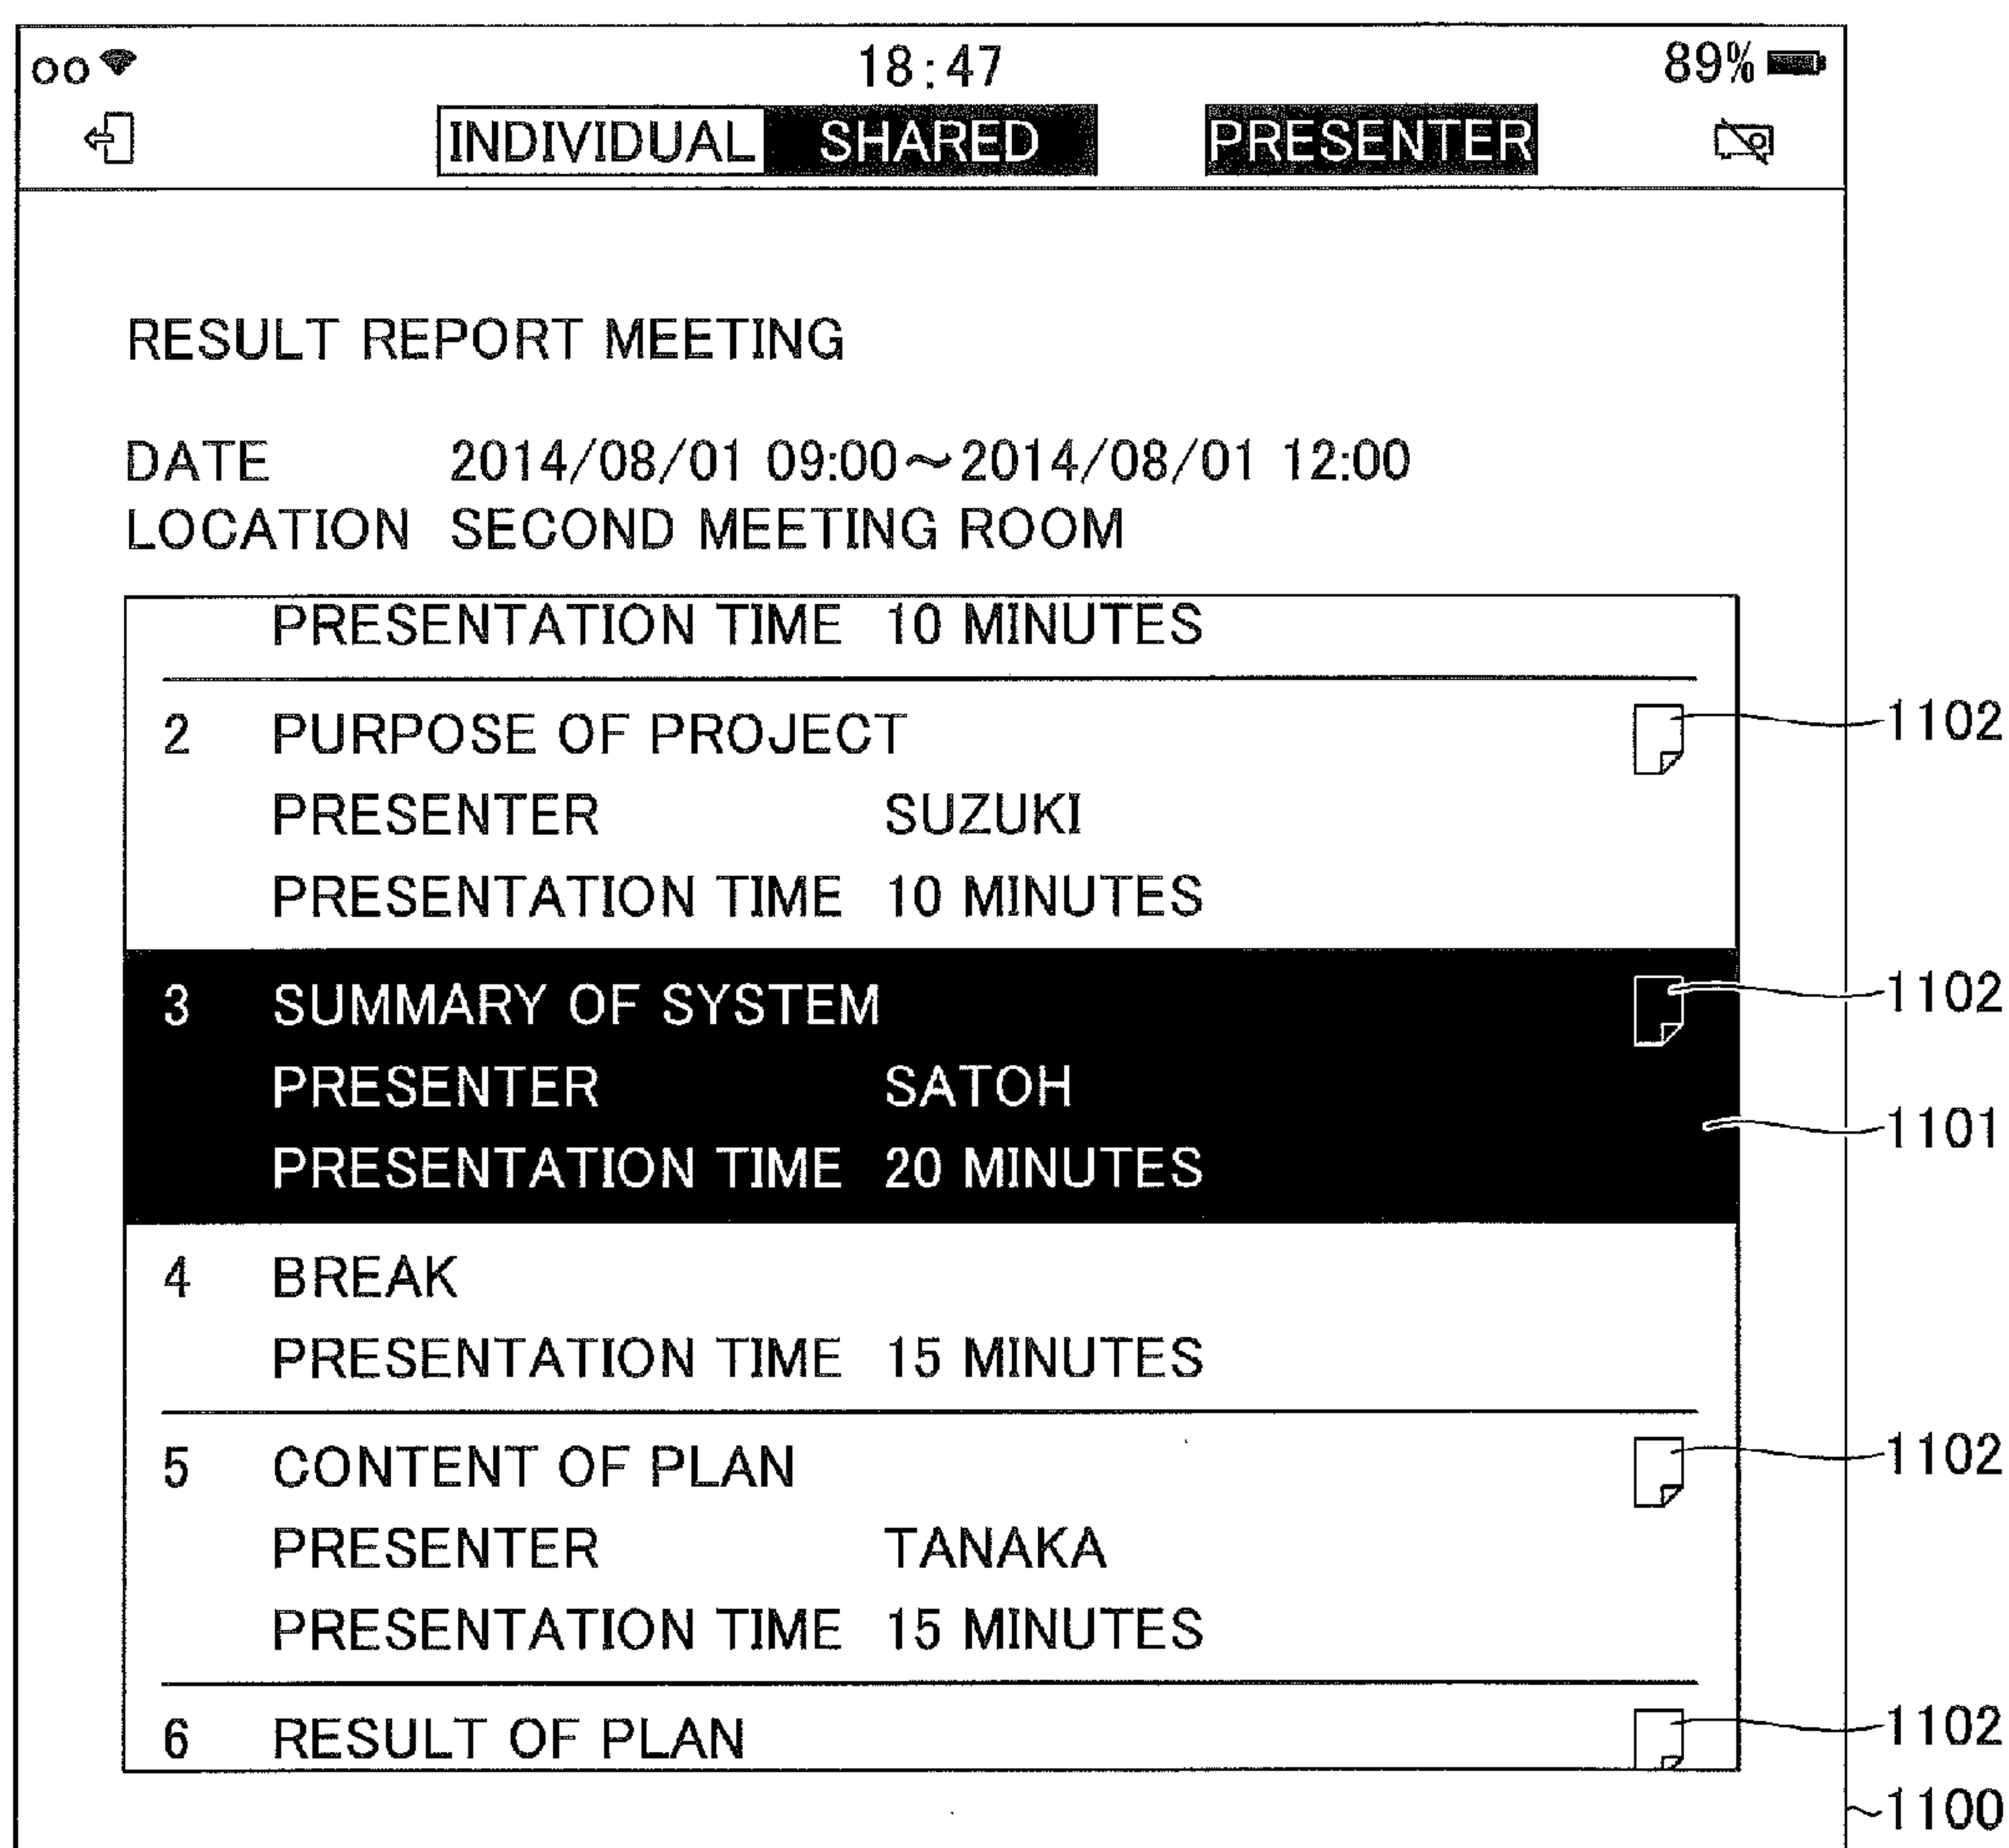 18:47 89%
INDIVIDUAL SHARED PRESENTER
RESULT REPORT MEETING
DATE 2014/08/01 09:00~2014/08/01 12:00
LOCATION SECOND MEETING ROOM
PRESENTATION TIME 10 MINUTES
2 PURPOSE OF PROJECT 1102
PRESENTER SUZUKI
PRESENTATION TIME 10 MINUTES
3 SUMMARY OF SYSTEM 1102
PRESENTER SATOH
1101
PRESENTATION TIME 20 MINUTES
4 BREAK
PRESENTATION TIME 15 MINUTES
5 CONTENT OF PLAN 1102
PRESENTER TANAKA
PRESENTATION TIME 15 MINUTES
6 RESULT OF PLAN 1102
~1100